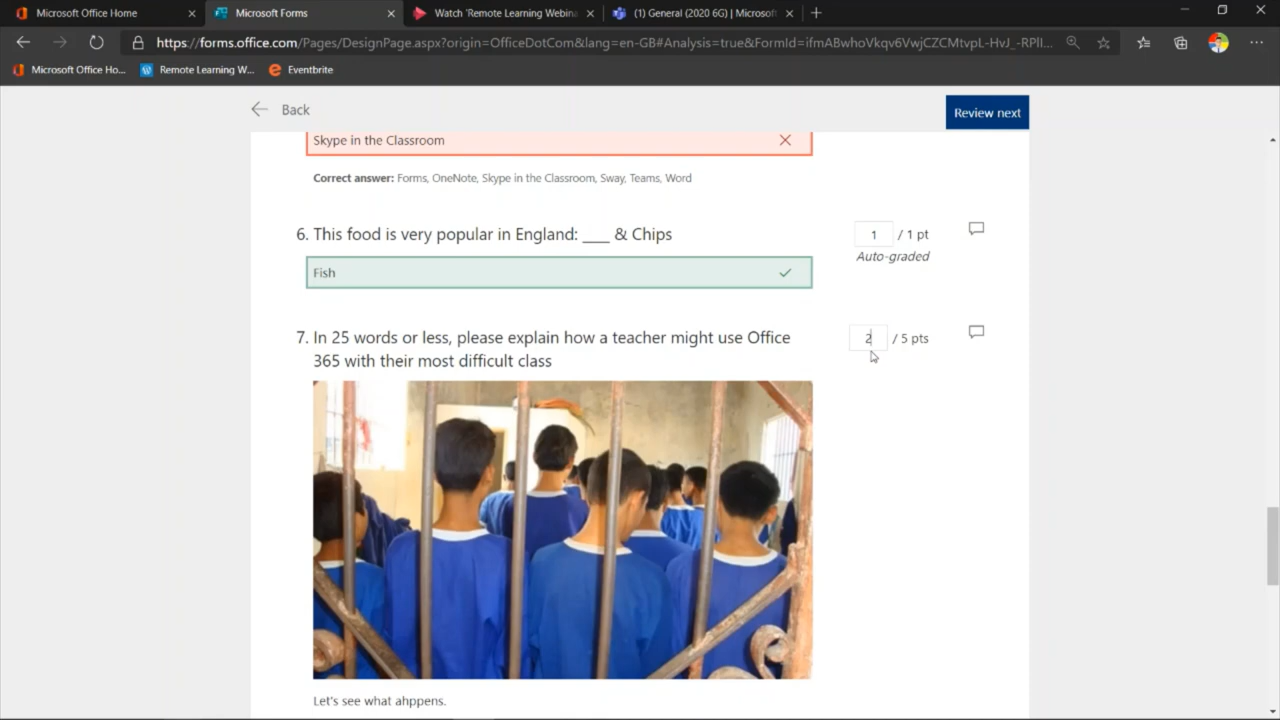 Microsoft Office Home
Microsoft Forms
Watch 'Remote Learning Webina
(1) General (2020 6G) | Microsoft
https://forms.office.com/Pages/DesignPage.aspx?origin=OfficeDotCom&lang=en-GB#Analysis=true&FormId=ifmABwhoVkqv6VwjCZCMtvpL-HvJ_-RPlI...
Microsoft Office Ho...
Remote Learning W...
Eventbrite
Back
Review next
Skype in the Classroom
Correct answer: Forms, OneNote, Skype in the Classroom, Sway, Teams, Word
6. This food is very popular in England: ___ & Chips
1 / 1 pt
Auto-graded
Fish
7. In 25 words or less, please explain how a teacher might use Office
365 with their most difficult class
2 / 5 pts
Let's see what ahppens.